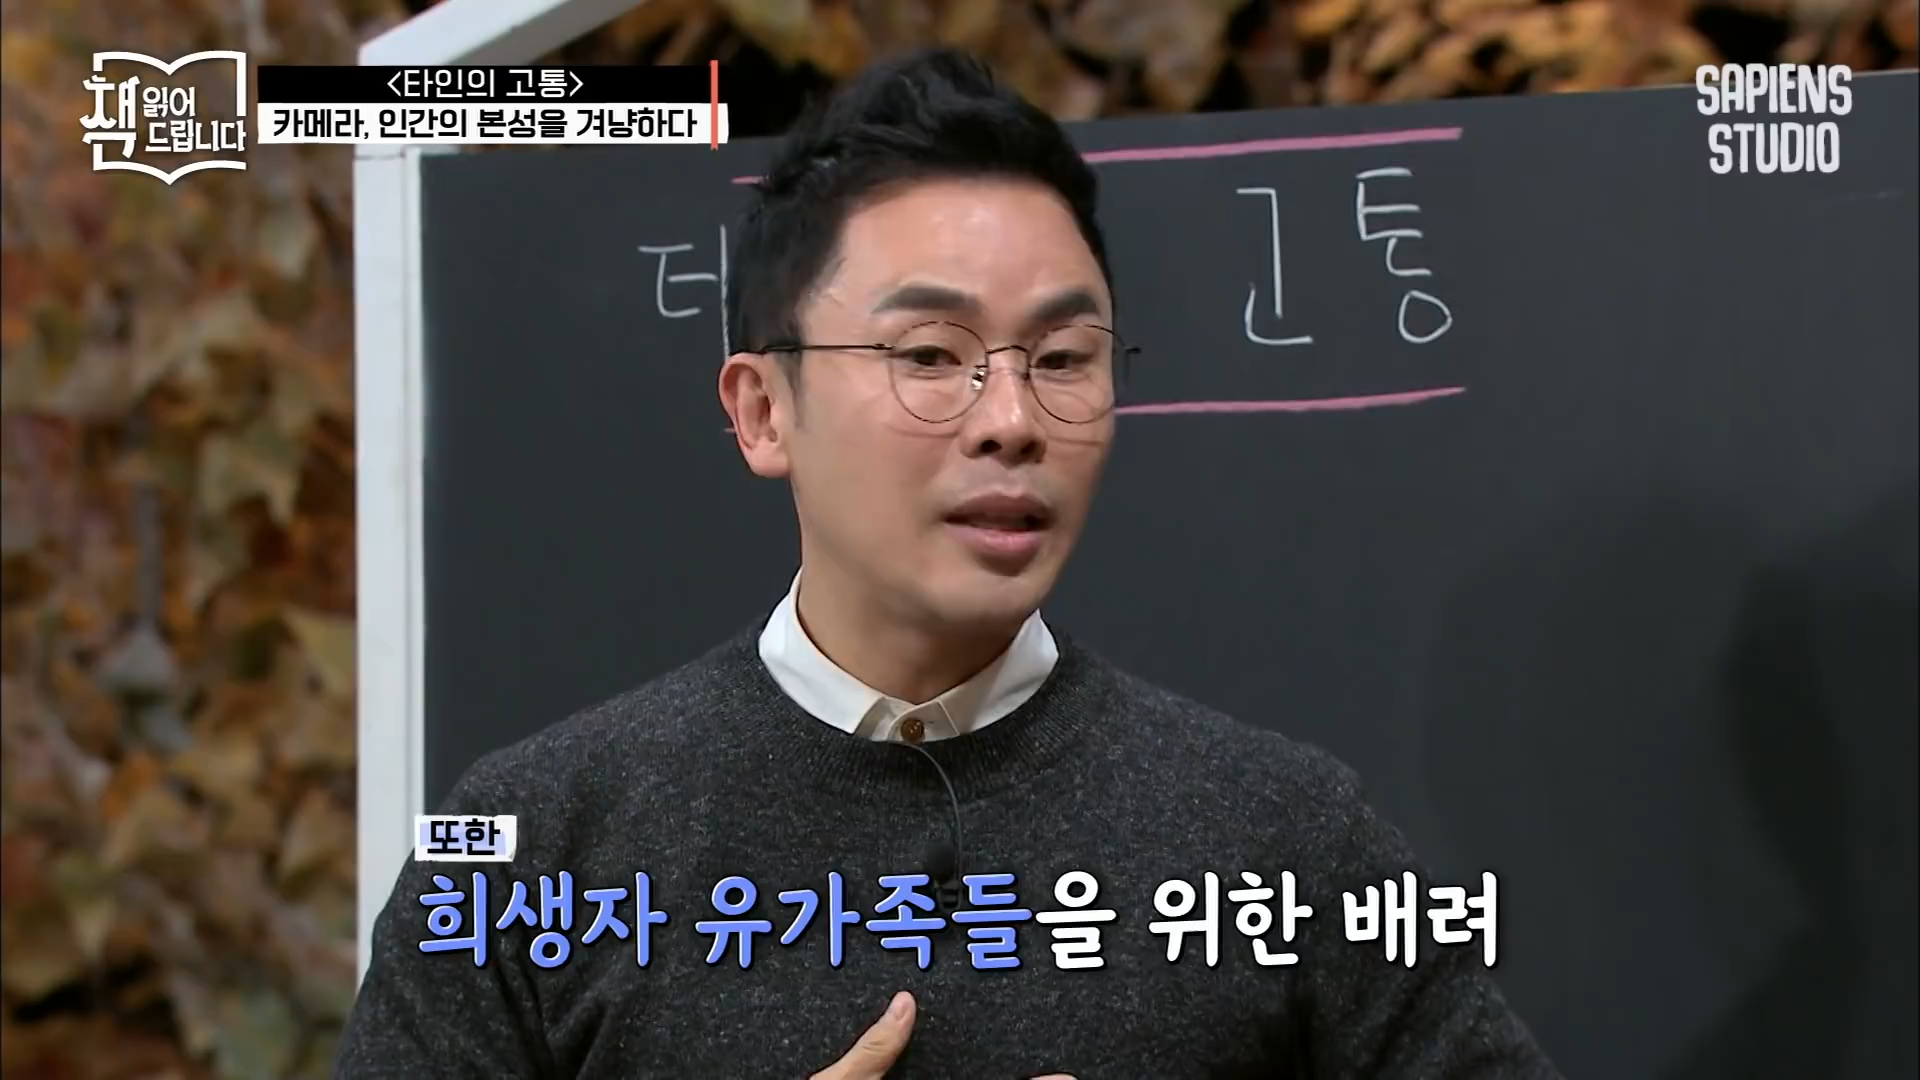 책 읽어
드립니다
<타인의 고통>
카메라, 인간의 본성을 겨냥하다
SAPIENS
STUDIO
타 고통
또한
희생자 유가족들을 위한 배려